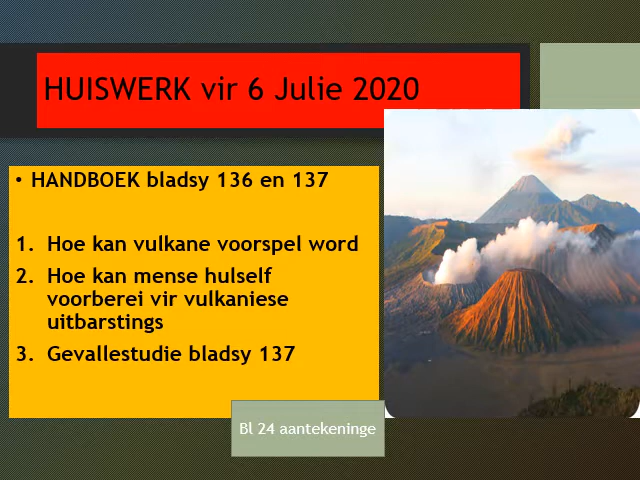 HUISWERK vir 6 Julie 2020
• HANDBOEK bladsy 136 en 137
1. Hoe kan vulkane voorspel word
2. Hoe kan mense hulself
voorberei vir vulkaniese
uitbarstings
3. Gevallestudie bladsy 137
Bl 24 aantekeninge